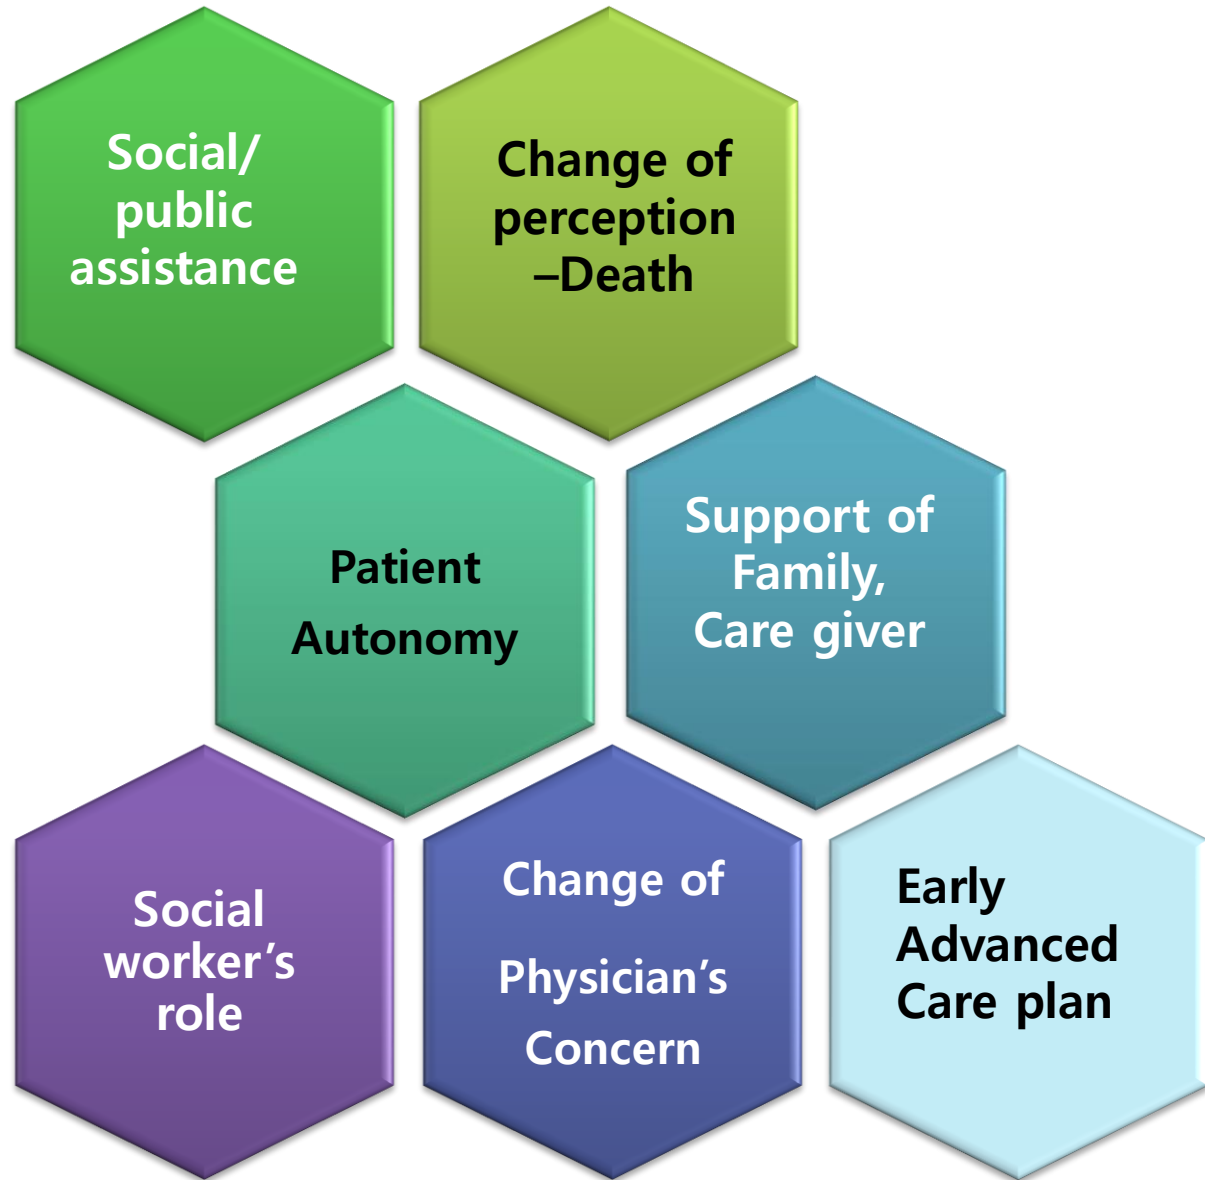 Social/
public
assistance
Change of
perception
–Death
Patient
Autonomy
Support of
Family,
Care giver
Social
worker’s
role
Change of
Physician’s
Concern
Early
Advanced
Care plan